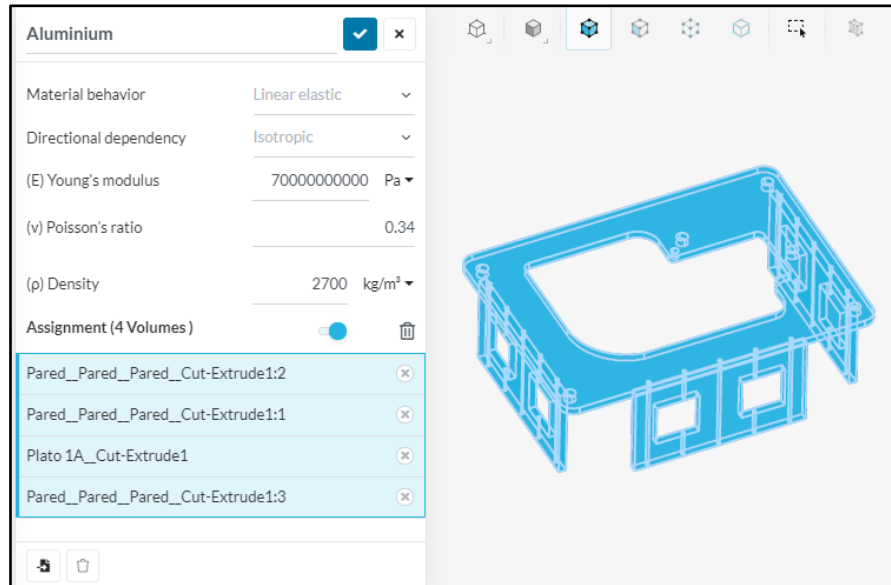 Aluminium
Material behavior Linear elastic
Directional dependency Isotropic
(E) Young's modulus 70000000000 Pa
(v) Poisson's ratio 0.34
(ρ) Density 2700 kg/m³
Assignment (4 Volumes )
Pared__Pared__Pared__Cut-Extrude1:2
Pared__Pared__Pared__Cut-Extrude1:1
Plato 1A__Cut-Extrude1
Pared__Pared__Pared__Cut-Extrude1:3